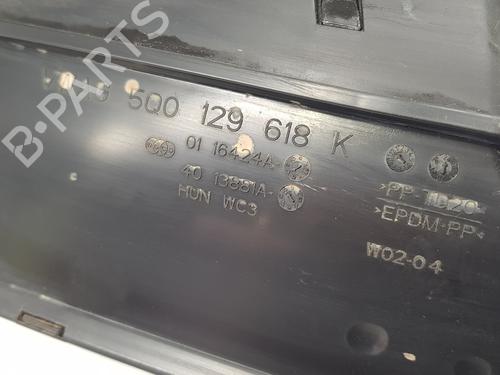 5Q0 129 618 K
01 16424A-
40 13881A-
HUN WC3
>PP-TD20<
>EPDM-PP<
W02-04
B-PARTS